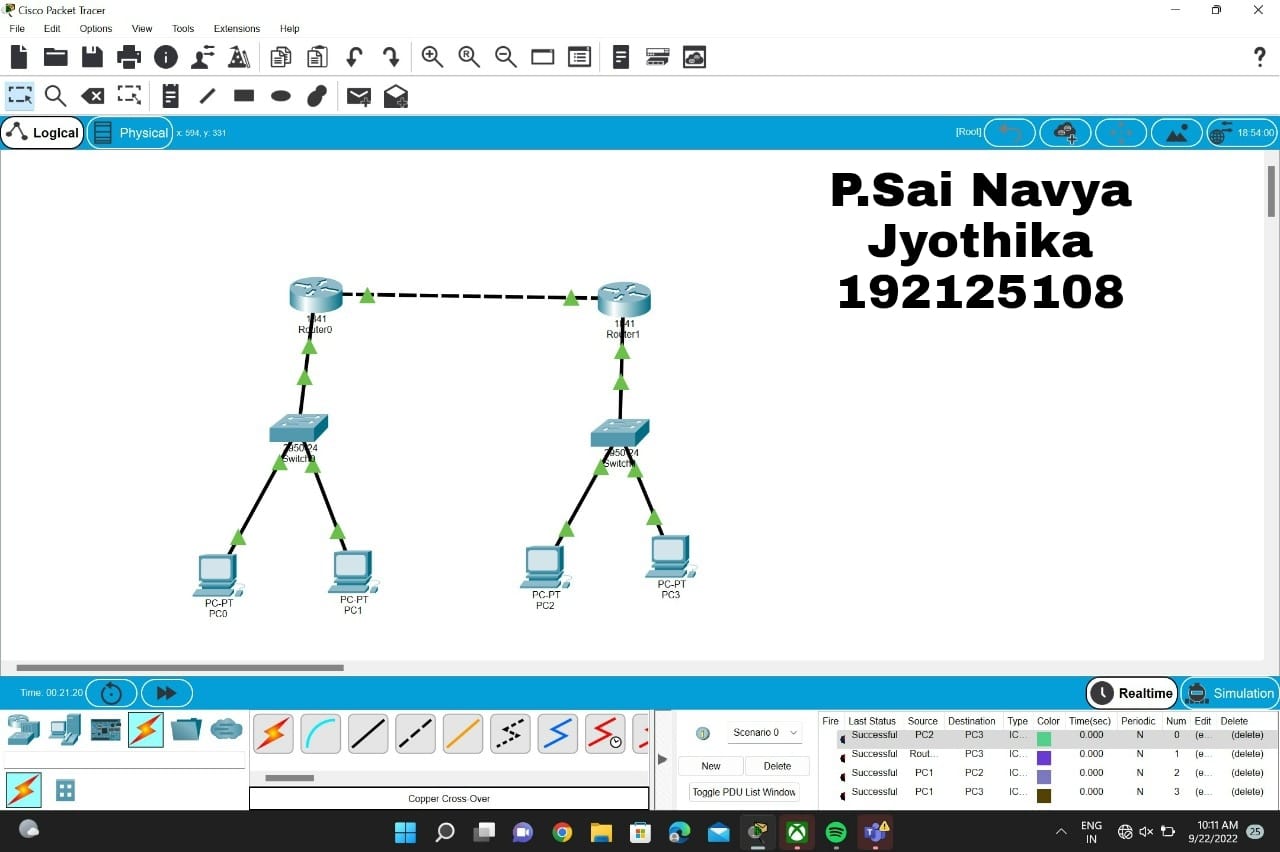 Cisco Packet Tracer
File Edit Options View Tools Extensions Help
Logical Physical x: 594, y: 331 [Root] 18:54:00
P.Sai Navya
Jyothika
192125108
1841
Router0
1841
Router1
2950-24
Switch0
2950-24
PC-PT
PC0
PC-PT
PC1
PC-PT
PC2
PC-PT
PC3
Time: 00:21:20 Realtime Simulation
Scenario 0
New Delete
Toggle PDU List Window
Copper Cross-Over
Fire Last Status Source Destination Type Color Time(sec) Periodic Num Edit Delete
Successful PC2 PC3 IC... 0.000 N 0 (e... (delete)
Successful Rout... PC3 IC... 0.000 N 1 (e... (delete)
Successful PC1 PC2 IC... 0.000 N 2 (e... (delete)
Successful PC1 PC3 IC... 0.000 N 3 (e... (delete)
ENG
IN
10:11 AM
9/22/2022
25